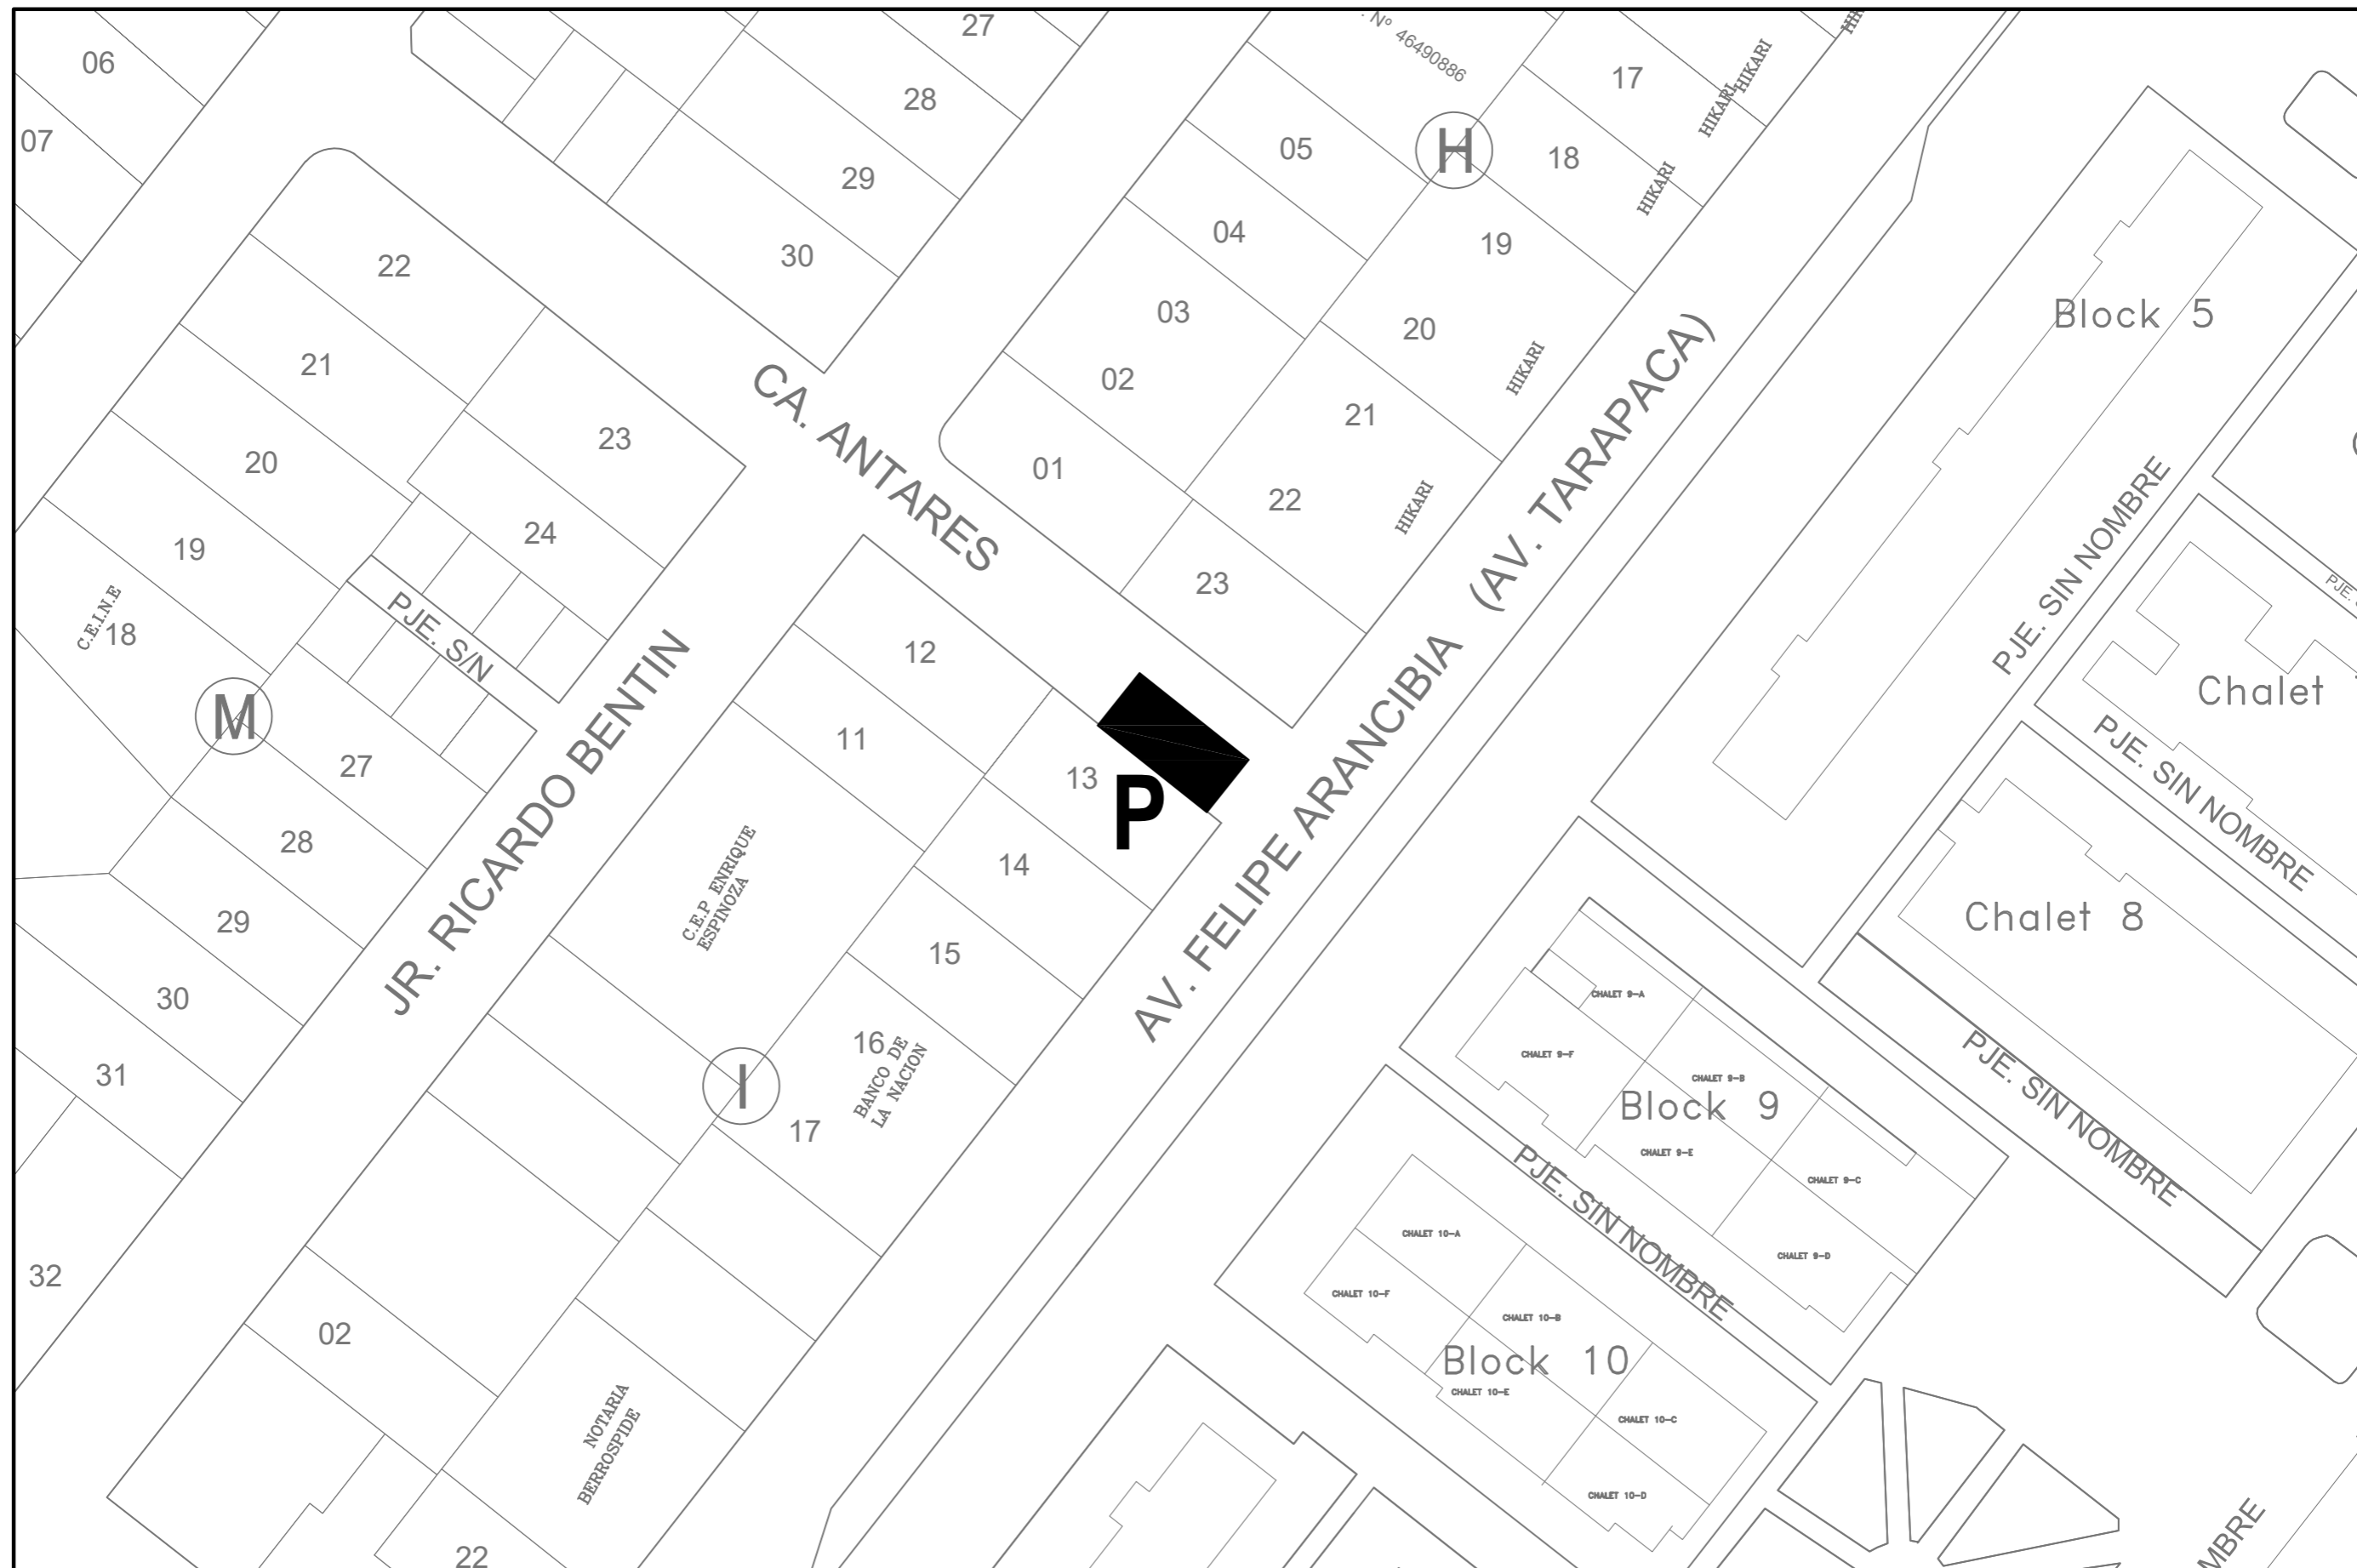 06
07
27
28
29
30
Nº 46490886
HIKARI
HIKARI
17
18
H
05
04
03
02
01
HIKARI
19
20
HIKARI
21
22
HIKARI
23
CA. ANTARES
22
21
20
19
C.E.I.N.E
18
23
24
PJE. S/N
M
27
28
29
30
31
32
JR. RICARDO BENTIN
12
11
13
P
14
15
C.E.P ENRIQUE
ESPINOZA
16
BANCO DE
LA NACION
I
17
02
NOTARIA
BERROSPIDE
22
AV. FELIPE ARANCIBIA (AV. TARAPACA)
Block 5
PJE. SIN NOMBRE
Chalet
PJE. SIN NOMBRE
Chalet 8
PJE. SIN NOMBRE
CHALET 9-A
CHALET 9-F
CHALET 9-B
Block 9
CHALET 9-E
CHALET 9-C
CHALET 9-D
PJE. SIN NOMBRE
CHALET 10-A
CHALET 10-F
CHALET 10-B
Block 10
CHALET 10-E
CHALET 10-C
CHALET 10-D